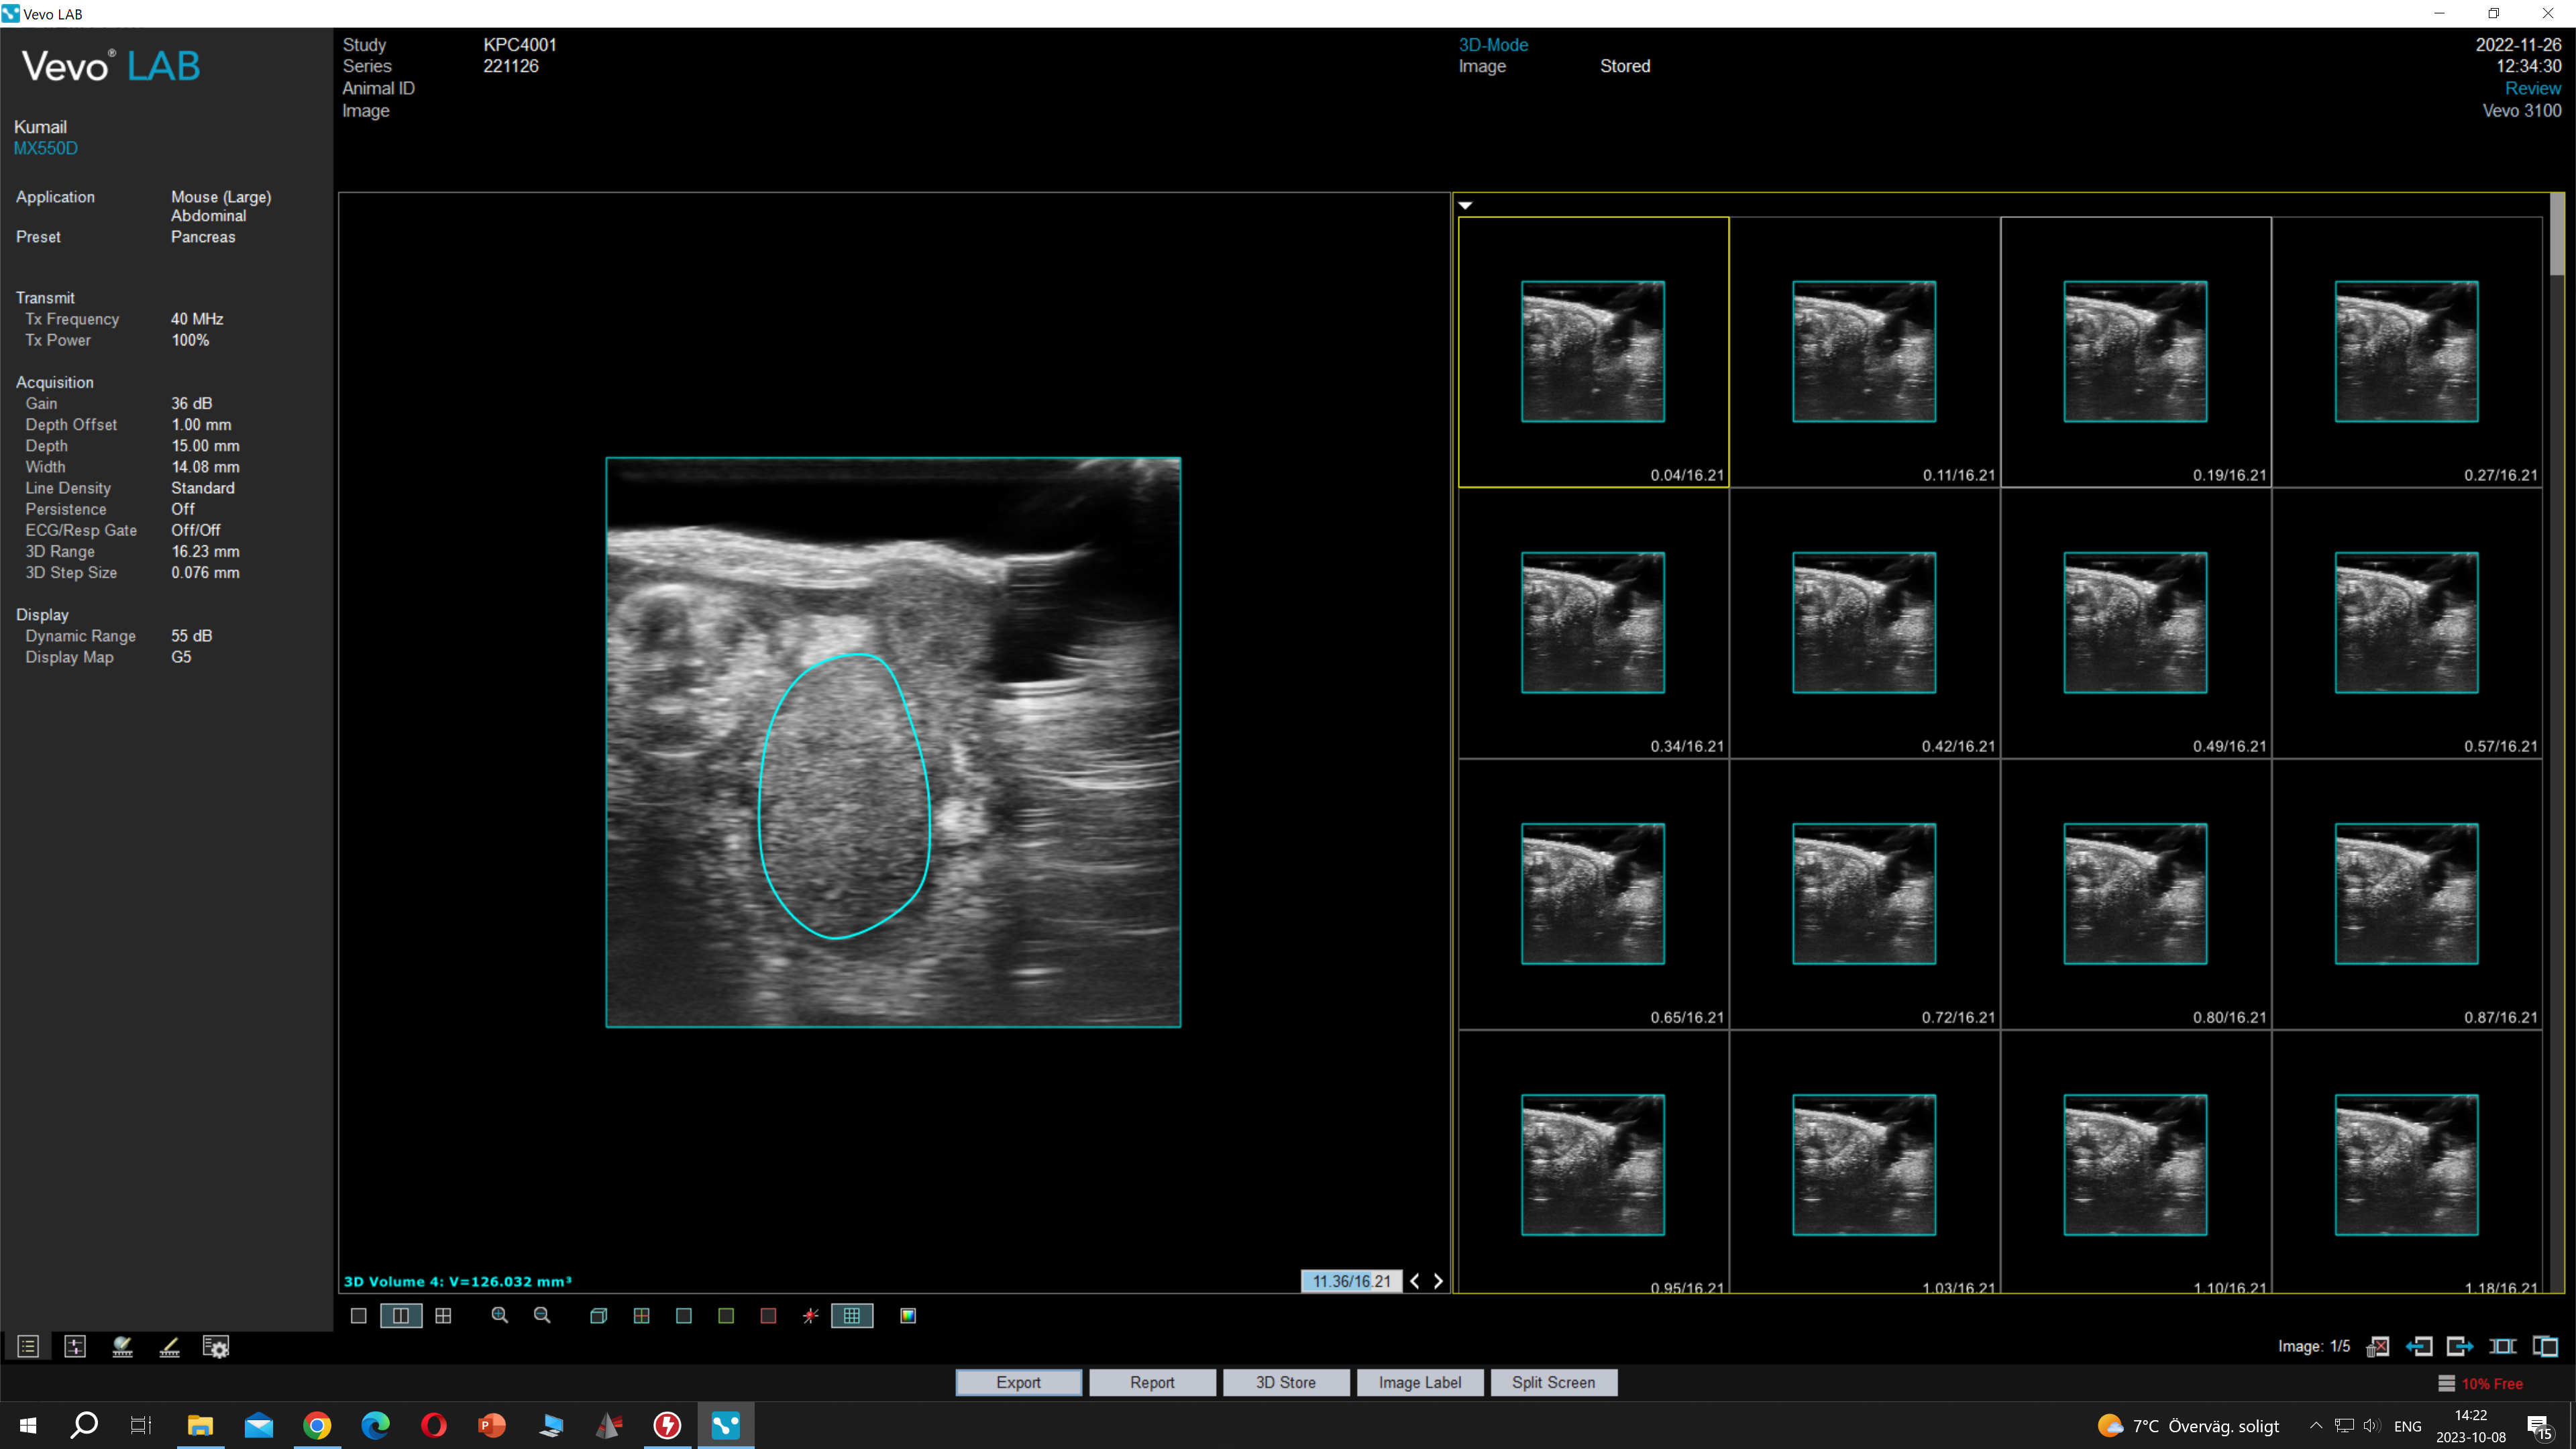 Vevo LAB
Vevo® LAB
Kumail
MX550D
Application Mouse (Large)
Abdominal
Preset Pancreas
Transmit
Tx Frequency 40 MHz
Tx Power 100%
Acquisition
Gain 36 dB
Depth Offset 1.00 mm
Depth 15.00 mm
Width 14.08 mm
Line Density Standard
Persistence Off
ECG/Resp Gate Off/Off
3D Range 16.23 mm
3D Step Size 0.076 mm
Display
Dynamic Range 55 dB
Display Map G5
Study KPC4001
Series 221126
Animal ID
Image
3D-Mode
Image Stored
2022-11-26
12:34:30
Review
Vevo 3100
0.04/16.21 0.11/16.21 0.19/16.21 0.27/16.21
0.34/16.21 0.42/16.21 0.49/16.21 0.57/16.21
0.65/16.21 0.72/16.21 0.80/16.21 0.87/16.21
0.95/16.21 1.03/16.21 1.10/16.21 1.18/16.21
3D Volume 4: V=126.032 mm³
11.36/16.21
Image: 1/5
Export Report 3D Store Image Label Split Screen
10% Free
7°C Överväg. soligt
ENG
14:22
2023-10-08
15